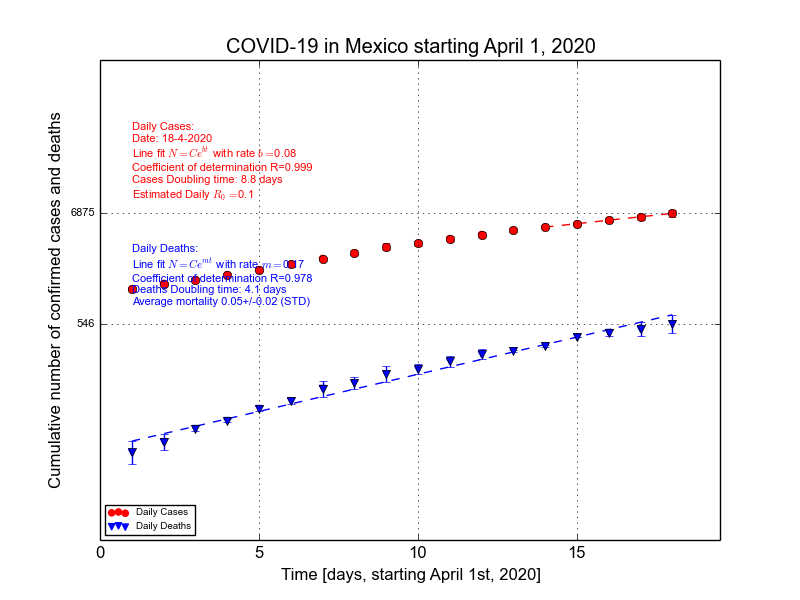 COVID-19 in Mexico starting April 1, 2020
Cumulative number of confirmed cases and deaths
Daily Cases:
Date: 18-4-2020
Line fit N = Ce^{bt} with rate b =0.08
Coefficient of determination R=0.999
Cases Doubling time: 8.8 days
Estimated Daily R_0 =0.1
6875
Daily Deaths:
Line fit N = Ce^{mt} with rate m =0.17
Coefficient of determination R=0.978
Deaths Doubling time: 4.1 days
Average mortality 0.05+/-0.02 (STD)
546
Daily Cases
Daily Deaths
0 5 10 15
Time [days, starting April 1st, 2020]